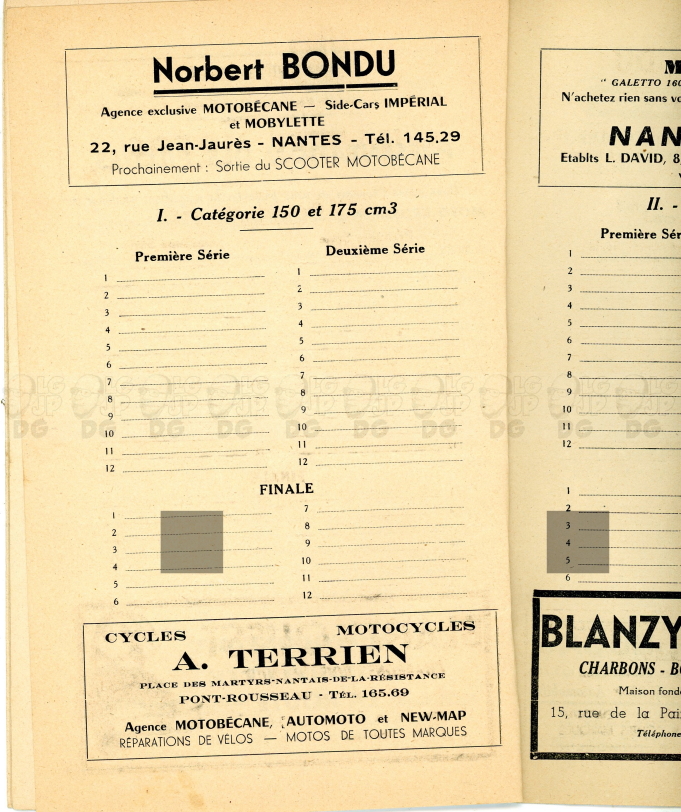 Norbert BONDU
Agence exclusive MOTOBÉCANE — Side-Cars IMPÉRIAL
et MOBYLETTE
22, rue Jean-Jaurès - NANTES - Tél. 145.29
Prochainement : Sortie du SCOOTER MOTOBÉCANE
I. - Catégorie 150 et 175 cm3
Première Série
1
2
3
4
5
6
7
8
9
10
11
12
Deuxième Série
1
2
3
4
5
6
7
8
9
10
11
12
FINALE
1
2
3
4
5
6
7
8
9
10
11
12
CYCLES MOTOCYCLES
A. TERRIEN
PLACE DES MARTYRS-NANTAIS-DE-LA-RÉSISTANCE
PONT-ROUSSEAU - TÉL. 165.69
Agence MOTOBÉCANE, AUTOMOTO et NEW-MAP
RÉPARATIONS DE VÉLOS — MOTOS DE TOUTES MARQUES
" GALETTO 160
N'achetez rien sans
NAN
Etablts L. DAVID, 8
II. -
Première Sér
1
2
3
4
5
6
7
8
9
10
11
12
1
2
3
4
5
6
BLANZY
CHARBONS - B
Maison fond
15, rue de la Pai
Téléphone